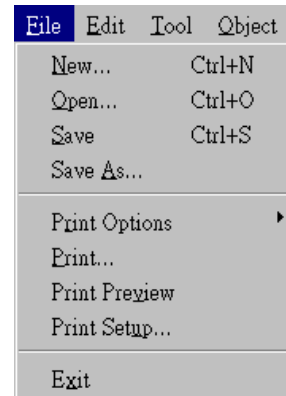 File Edit Tool Object
New... Ctrl+N
Open... Ctrl+O
Save Ctrl+S
Save As...
Print Options
Print...
Print Preview
Print Setup...
Exit